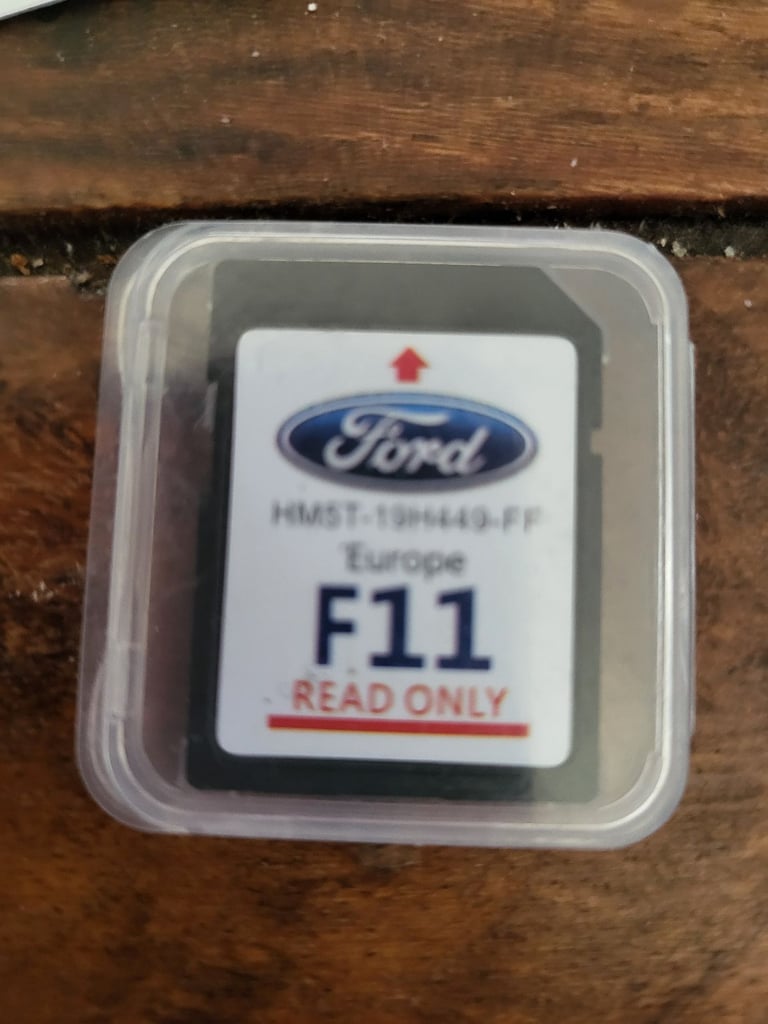 Ford
HM5T-19H449-FF
Europe
F11
READ ONLY